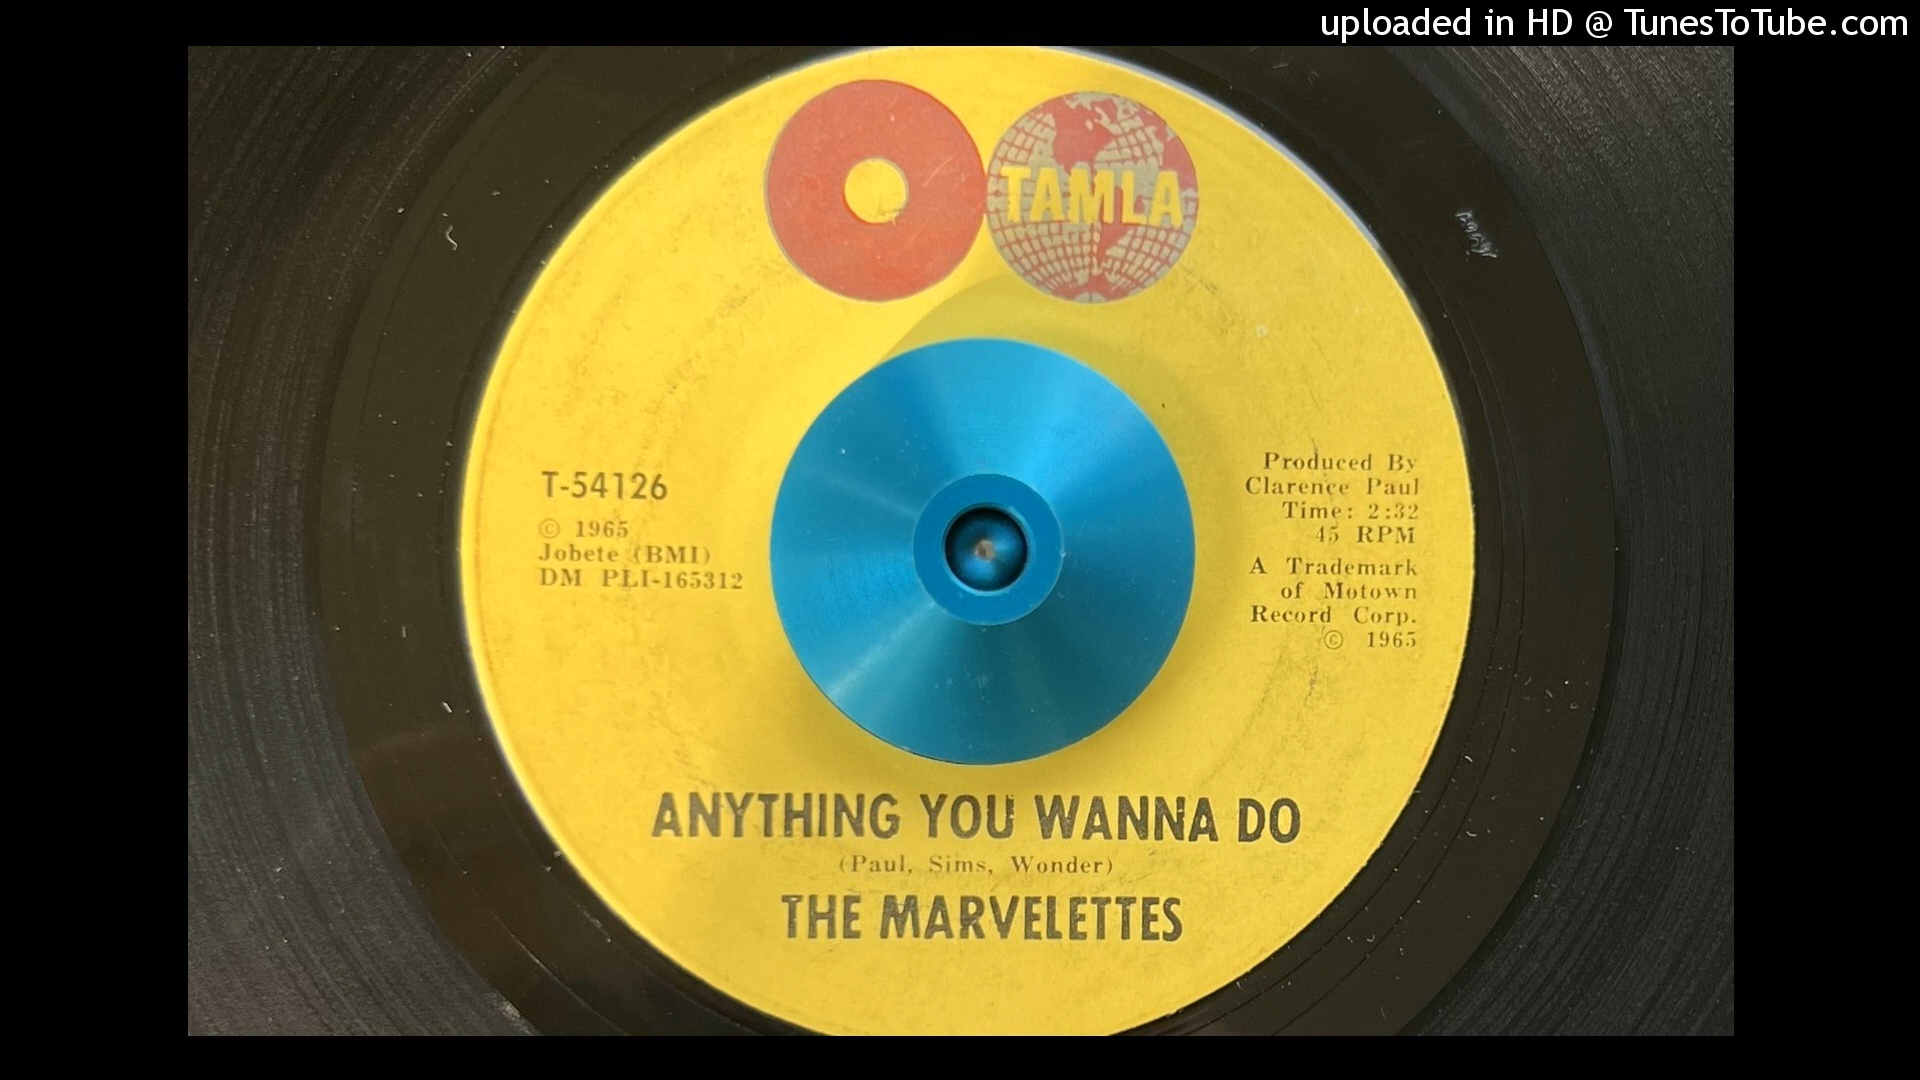 uploaded in HD @ TunesToTube.com
TAMLA
T-54126
© 1965
Jobete (BMI)
DM PLI-165312
Produced By
Clarence Paul
Time: 2:32
45 RPM
A Trademark
of Motown
Record Corp.
© 1965
ANYTHING YOU WANNA DO
(Paul, Sims, Wonder)
THE MARVELETTES